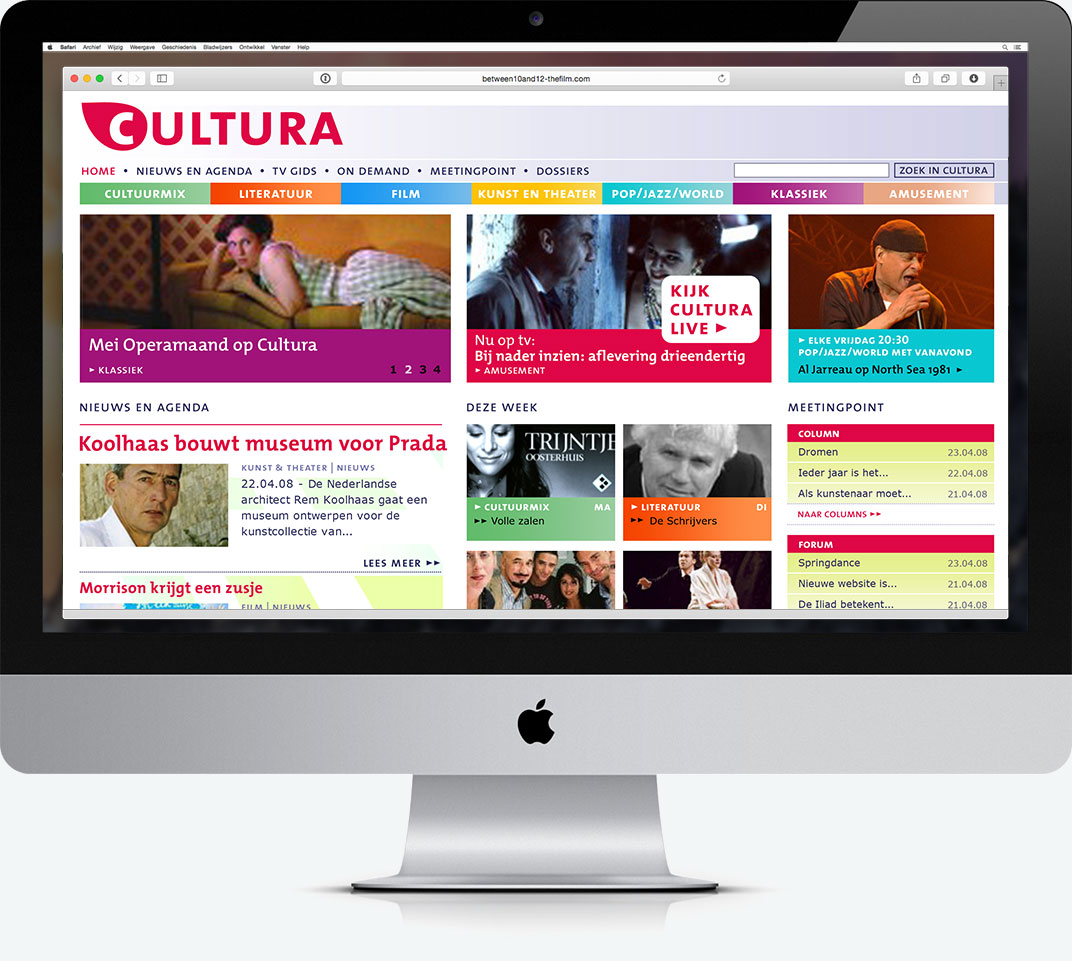 Safari Archief Wijzig Weergave Geschiedenis Bladwijzers Ontwikkel Venster Help
between10and12-thefilm.com
CULTURA
HOME • NIEUWS EN AGENDA • TV GIDS • ON DEMAND • MEETINGPOINT • DOSSIERS
ZOEK IN CULTURA
CULTUURMIX LITERATUUR FILM KUNST EN THEATER POP/JAZZ/WORLD KLASSIEK AMUSEMENT
Mei Operamaand op Cultura
► KLASSIEK
1 2 3 4
KIJK
CULTURA
LIVE ►
Nu op tv:
Bij nader inzien: aflevering drieendertig
► AMUSEMENT
► ELKE VRIJDAG 20:30
POP/JAZZ/WORLD MET VANAVOND
Al Jarreau op North Sea 1981 ►
NIEUWS EN AGENDA
Koolhaas bouwt museum voor Prada
KUNST & THEATER | NIEUWS
22.04.08 - De Nederlandse
architect Rem Koolhaas gaat een
museum ontwerpen voor de
kunstcollectie van...
LEES MEER ►►
Morrison krijgt een zusje
FILM | NIEUWS
DEZE WEEK
TRIJNTJE
OOSTERHUIS
► CULTUURMIX MA
►► Volle zalen
► LITERATUUR DI
►► De Schrijvers
MEETINGPOINT
COLUMN
Dromen 23.04.08
Ieder jaar is het... 22.04.08
Als kunstenaar moet... 21.04.08
NAAR COLUMNS ►►
FORUM
Springdance 23.04.08
Nieuwe website is... 21.04.08
De Iliad betekent... 21.04.08